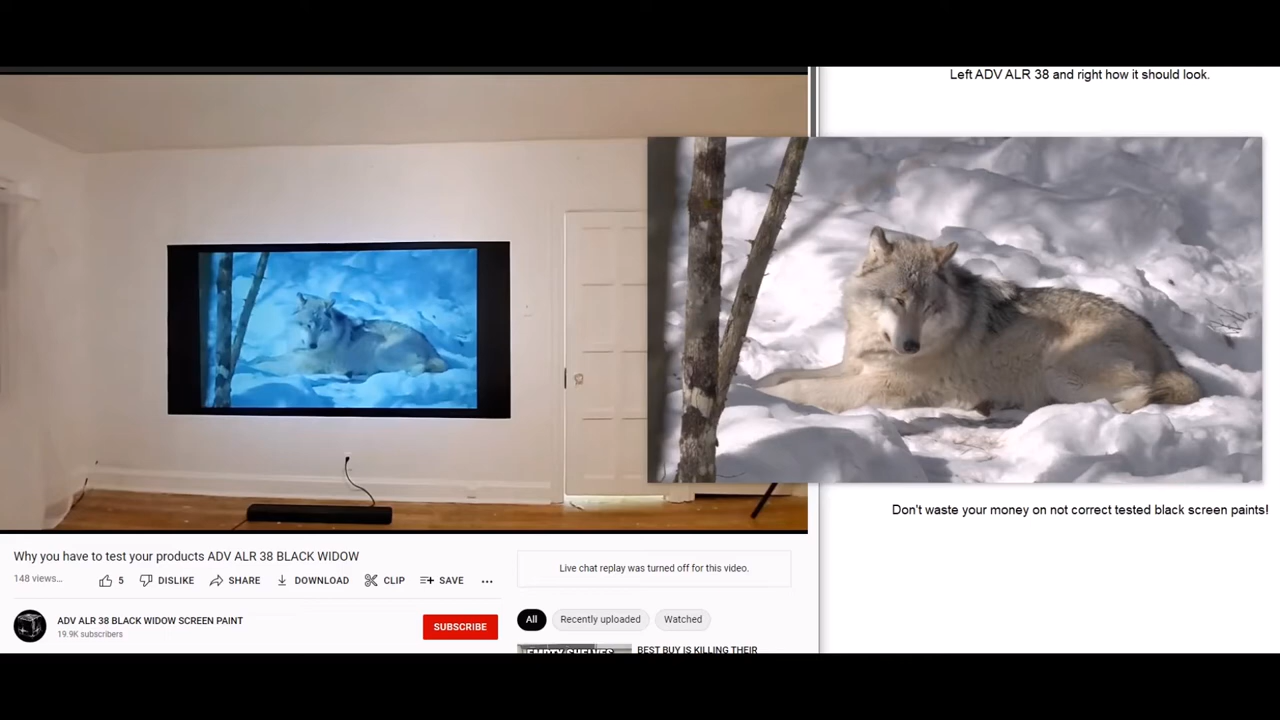 Left ADV ALR 38 and right how it should look.
Don't waste your money on not correct tested black screen paints!
Why you have to test your products ADV ALR 38 BLACK WIDOW
148 views...
5
DISLIKE
SHARE
DOWNLOAD
CLIP
SAVE
...
Live chat replay was turned off for this video.
ADV ALR 38 BLACK WIDOW SCREEN PAINT
19.9K subscribers
SUBSCRIBE
All
Recently uploaded
Watched
EMPTY SHELVES
BEST BUY IS KILLING THEIR